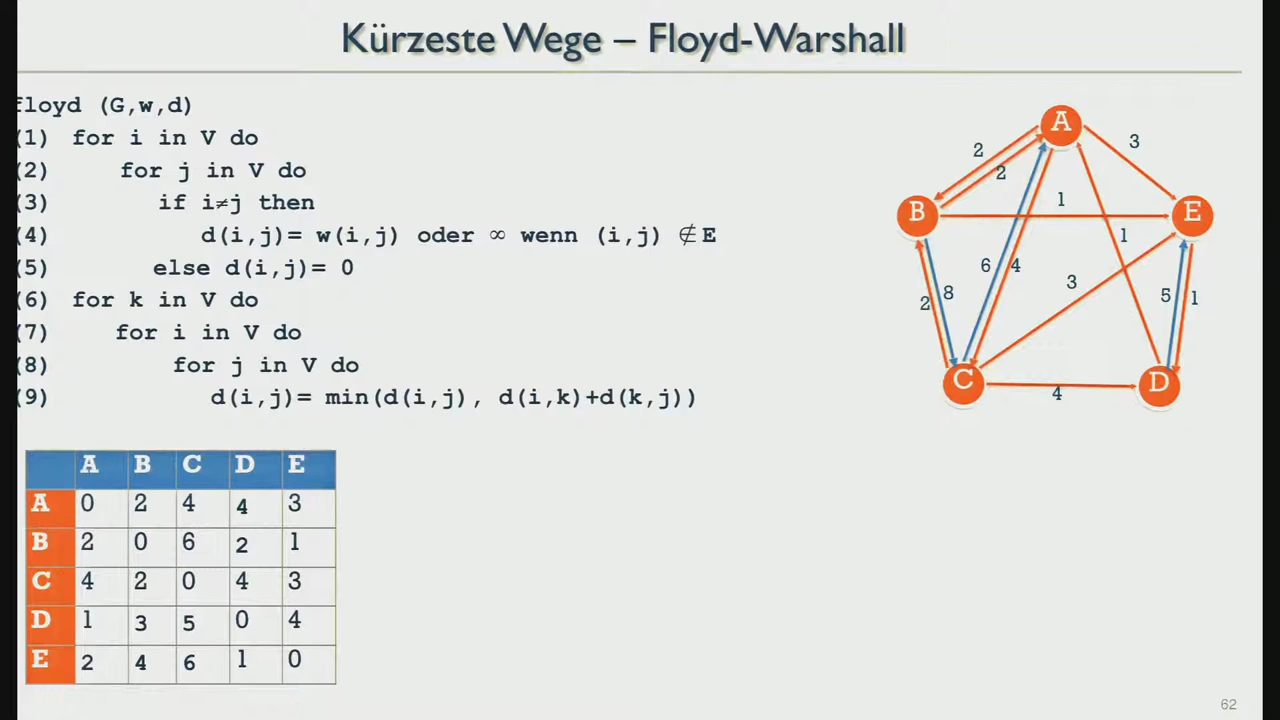 Kürzeste Wege – Floyd-Warshall
floyd (G,w,d)
(1) for i in V do
(2) for j in V do
(3) if i≠j then
(4) d(i,j)= w(i,j) oder ∞ wenn (i,j) ∉ E
(5) else d(i,j)= 0
(6) for k in V do
(7) for i in V do
(8) for j in V do
(9) d(i,j)= min(d(i,j), d(i,k)+d(k,j))
A
2
3
2
B
1
E
1
6
4
3
2
8
5
1
C
4
D
A B C D E
A 0 2 4 4 3
B 2 0 6 2 1
C 4 2 0 4 3
D 1 3 5 0 4
E 2 4 6 1 0
62